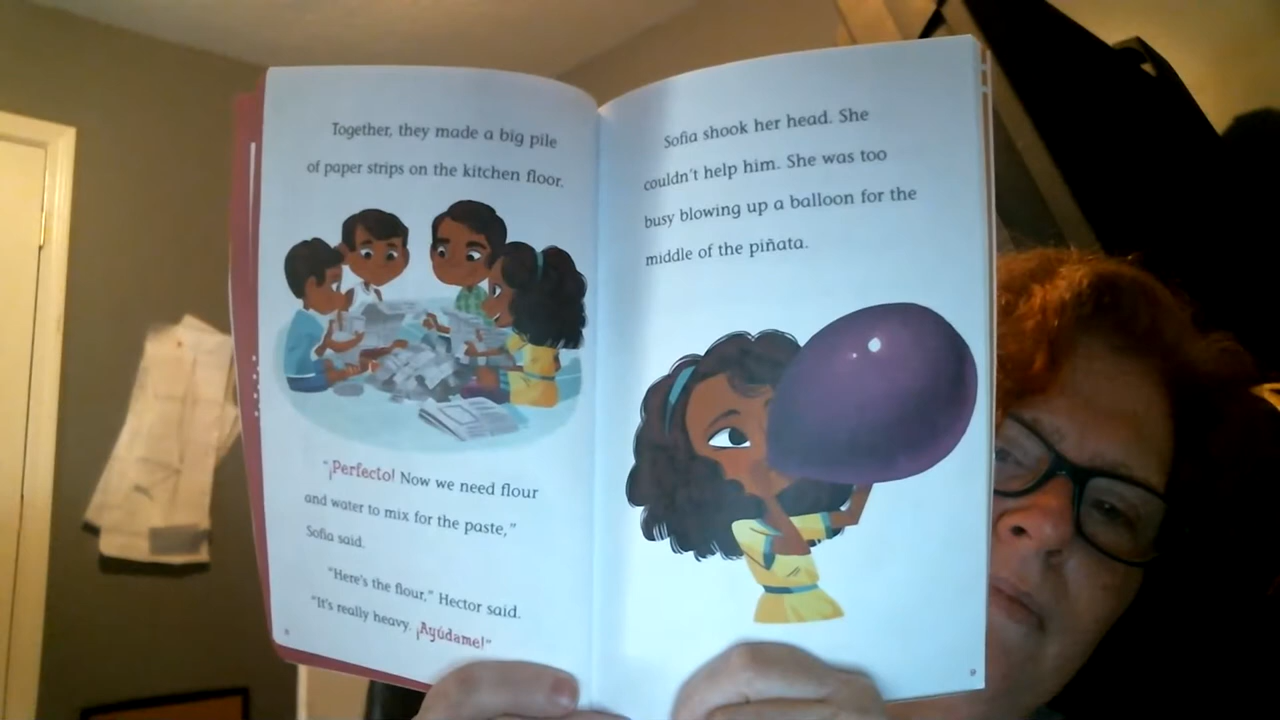 Together, they made a big pile
of paper strips on the kitchen floor.
"¡Perfecto! Now we need flour
and water to mix for the paste,"
Sofia said.
"Here's the flour," Hector said.
"It's really heavy. ¡Ayúdame!"
8
Sofia shook her head. She
couldn't help him. She was too
busy blowing up a balloon for the
middle of the piñata.
9